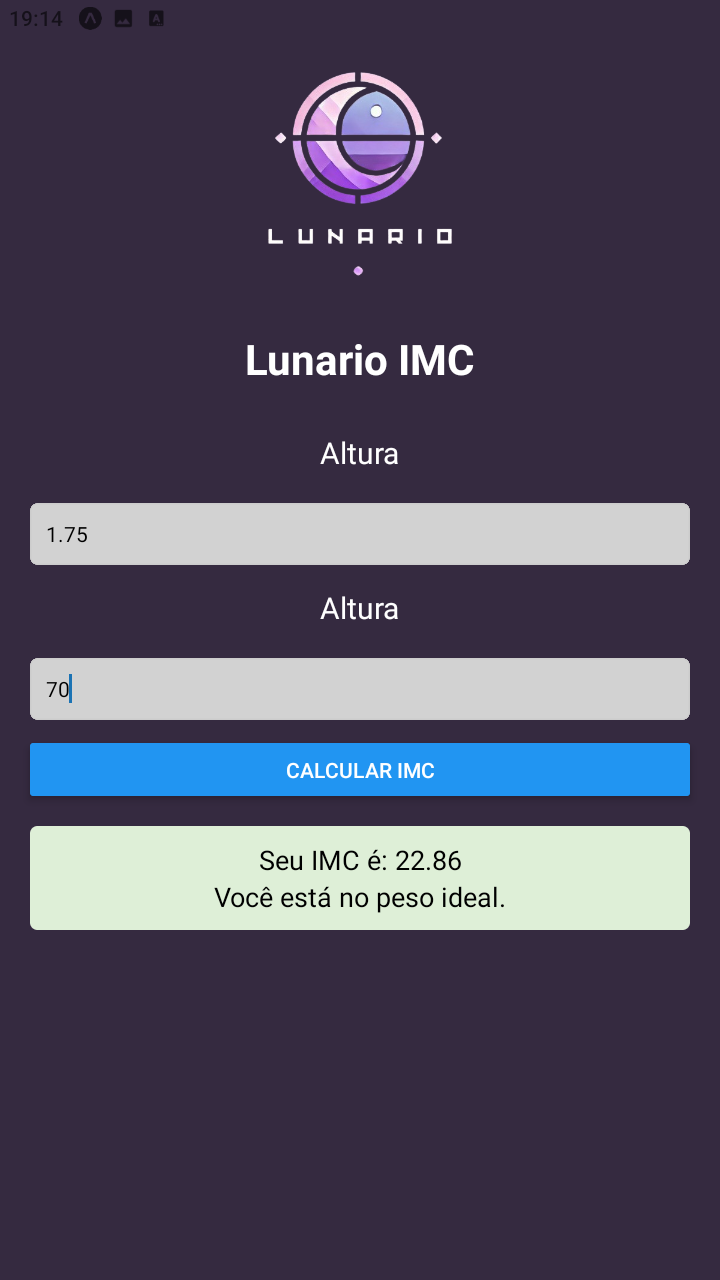 19:14
LUNARIO
Lunario IMC
Altura
1.75
Altura
70
CALCULAR IMC
Seu IMC é: 22.86
Você está no peso ideal.